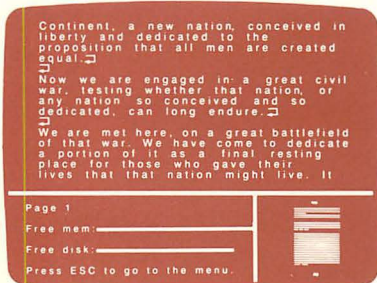 Continent, a new nation, conceived in
liberty and dedicated to the
proposition that all men are created
equal.
Now we are engaged in a great civil
war, testing whether that nation, or
any nation so conceived and so
dedicated, can long endure.
We are met here, on a great battlefield
of that war. We have come to dedicate
a portion of it as a final resting
place for those who gave their
lives that that nation might live. It
Page 1
Free mem:
Free disk:
Press ESC to go to the menu.